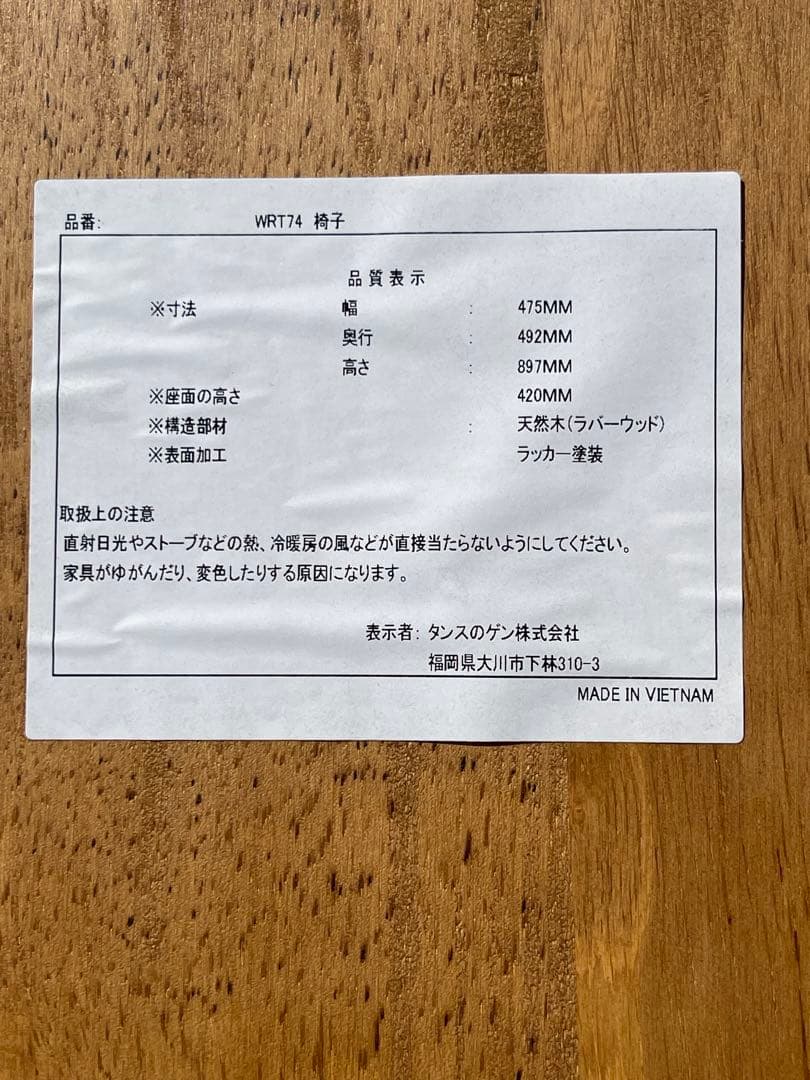 品番: WRT74 椅子
品質表示
※寸法 幅 : 475MM
奥行 : 492MM
高さ : 897MM
※座面の高さ 420MM
※構造部材 : 天然木(ラバーウッド)
※表面加工 ラッカー塗装
取扱上の注意
直射日光やストーブなどの熱、冷暖房の風などが直接当たらないようにしてください。
家具がゆがんだり、変色したりする原因になります。
表示者: タンスのゲン株式会社
福岡県大川市下林310-3
MADE IN VIETNAM